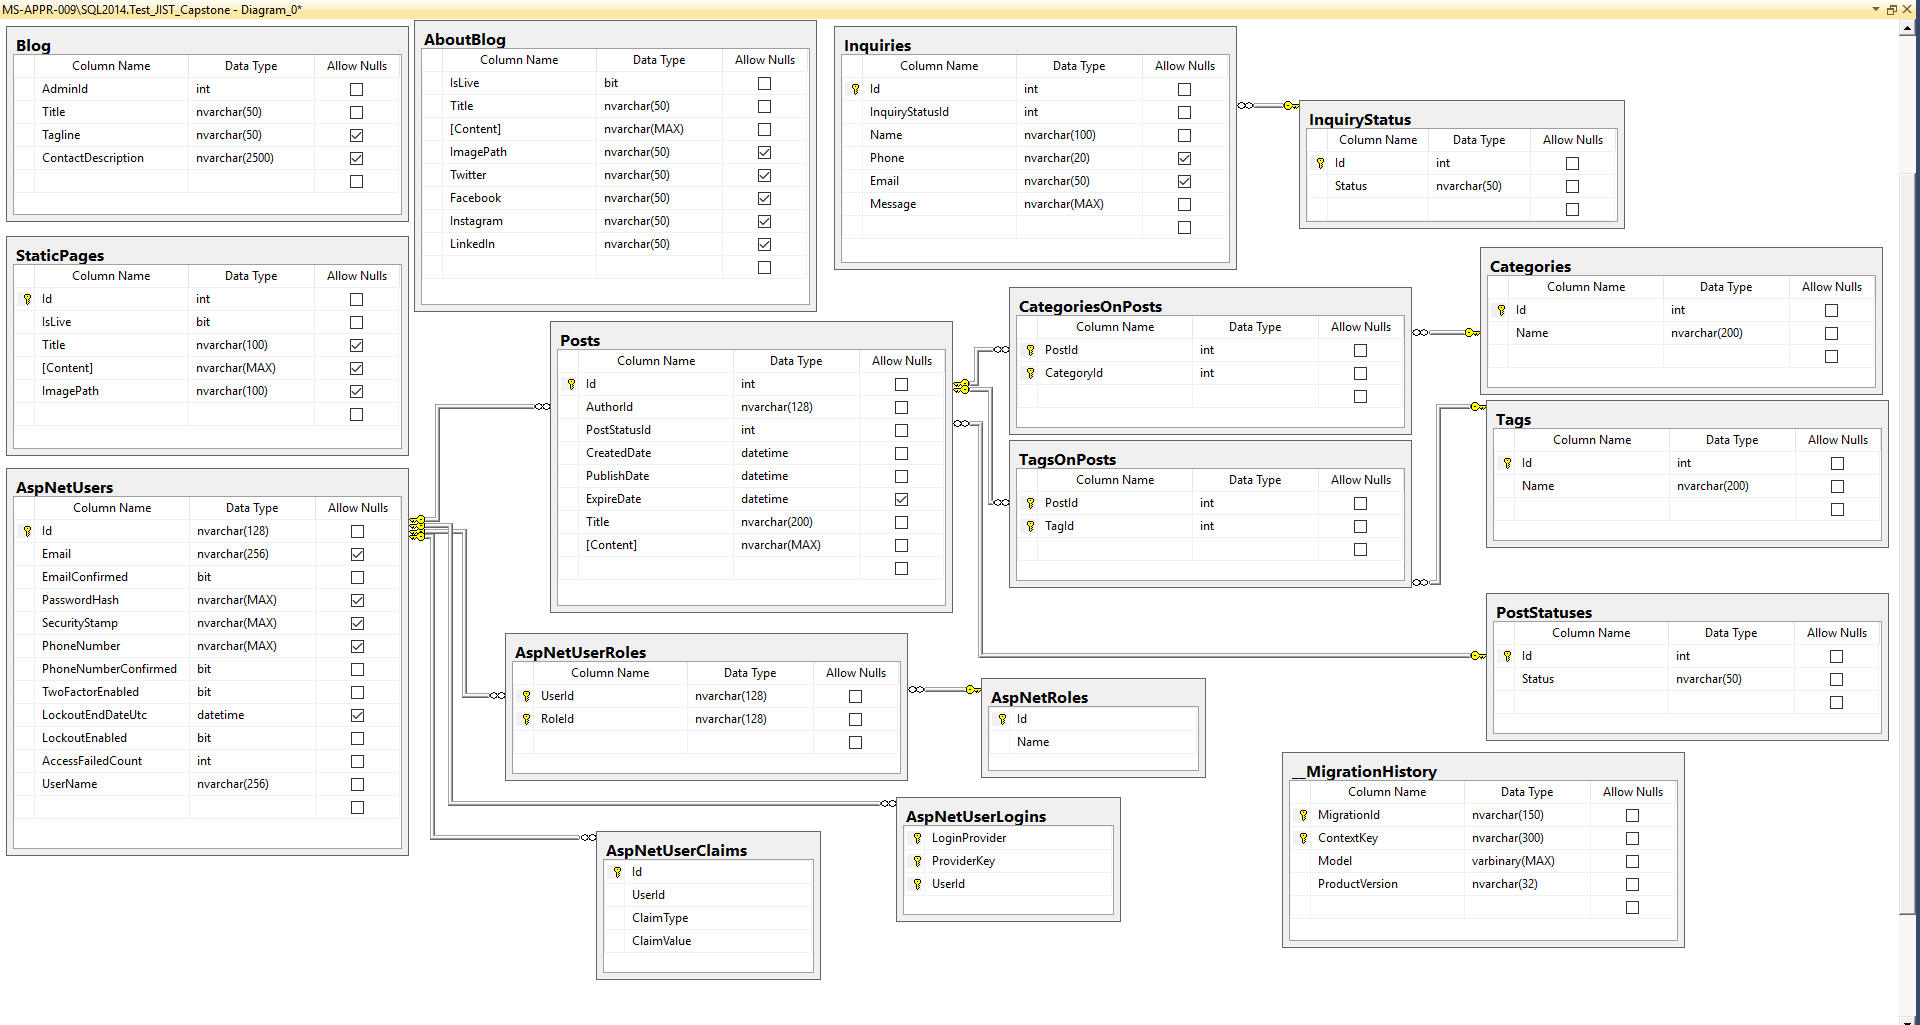 MS-APPR-009\SQL2014.Test_JIST_Capstone - Diagram_0*
Blog
Column Name Data Type Allow Nulls
AdminId int
Title nvarchar(50)
Tagline nvarchar(50)
ContactDescription nvarchar(2500)
AboutBlog
Column Name Data Type Allow Nulls
IsLive bit
Title nvarchar(50)
[Content] nvarchar(MAX)
ImagePath nvarchar(50)
Twitter nvarchar(50)
Facebook nvarchar(50)
Instagram nvarchar(50)
LinkedIn nvarchar(50)
Inquiries
Column Name Data Type Allow Nulls
Id int
InquiryStatusId int
Name nvarchar(100)
Phone nvarchar(20)
Email nvarchar(50)
Message nvarchar(MAX)
InquiryStatus
Column Name Data Type Allow Nulls
Id int
Status nvarchar(50)
StaticPages
Column Name Data Type Allow Nulls
Id int
IsLive bit
Title nvarchar(100)
[Content] nvarchar(MAX)
ImagePath nvarchar(100)
Posts
Column Name Data Type Allow Nulls
Id int
AuthorId nvarchar(128)
PostStatusId int
CreatedDate datetime
PublishDate datetime
ExpireDate datetime
Title nvarchar(200)
[Content] nvarchar(MAX)
CategoriesOnPosts
Column Name Data Type Allow Nulls
PostId int
CategoryId int
Categories
Column Name Data Type Allow Nulls
Id int
Name nvarchar(200)
TagsOnPosts
Column Name Data Type Allow Nulls
PostId int
TagId int
Tags
Column Name Data Type Allow Nulls
Id int
Name nvarchar(200)
AspNetUsers
Column Name Data Type Allow Nulls
Id nvarchar(128)
Email nvarchar(256)
EmailConfirmed bit
PasswordHash nvarchar(MAX)
SecurityStamp nvarchar(MAX)
PhoneNumber nvarchar(MAX)
PhoneNumberConfirmed bit
TwoFactorEnabled bit
LockoutEndDateUtc datetime
LockoutEnabled bit
AccessFailedCount int
UserName nvarchar(256)
AspNetUserRoles
Column Name Data Type Allow Nulls
UserId nvarchar(128)
RoleId nvarchar(128)
AspNetRoles
Id
Name
PostStatuses
Column Name Data Type Allow Nulls
Id int
Status nvarchar(50)
AspNetUserClaims
Id
UserId
ClaimType
ClaimValue
AspNetUserLogins
LoginProvider
ProviderKey
UserId
__MigrationHistory
Column Name Data Type Allow Nulls
MigrationId nvarchar(150)
ContextKey nvarchar(300)
Model varbinary(MAX)
ProductVersion nvarchar(32)